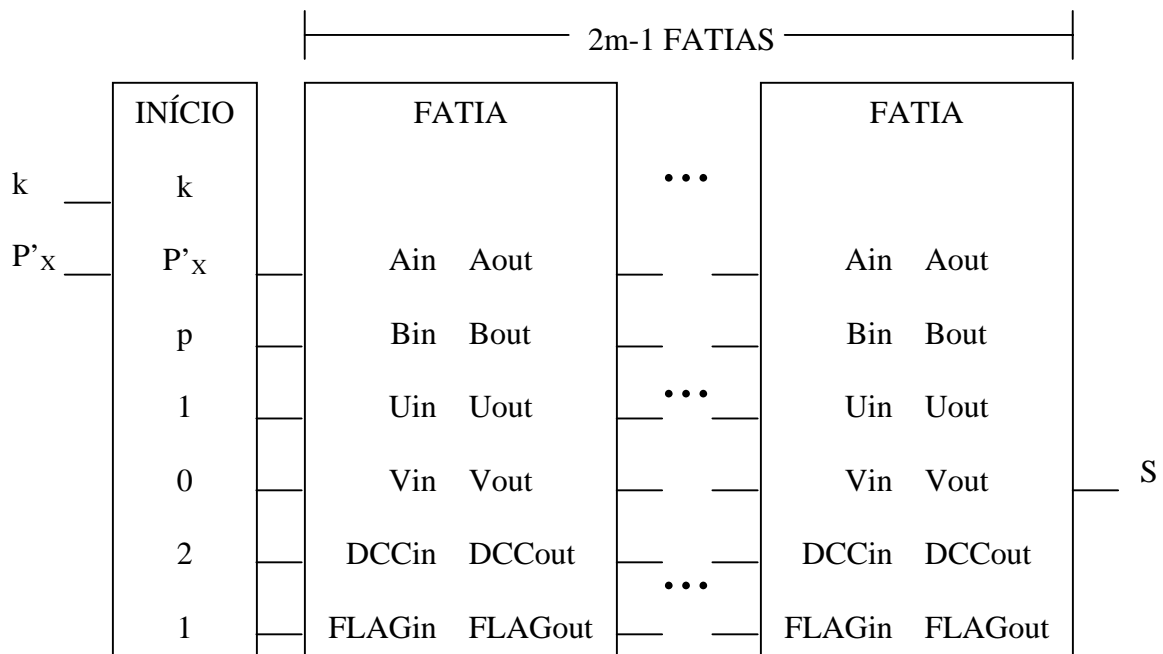 2m-1 FATIAS
INÍCIO FATIA FATIA
k k ...
P'X P'X Ain Aout Ain Aout
p Bin Bout Bin Bout
...
1 Uin Uout Uin Uout
0 Vin Vout Vin Vout S
2 DCCin DCCout DCCin DCCout
...
1 FLAGin FLAGout FLAGin FLAGout